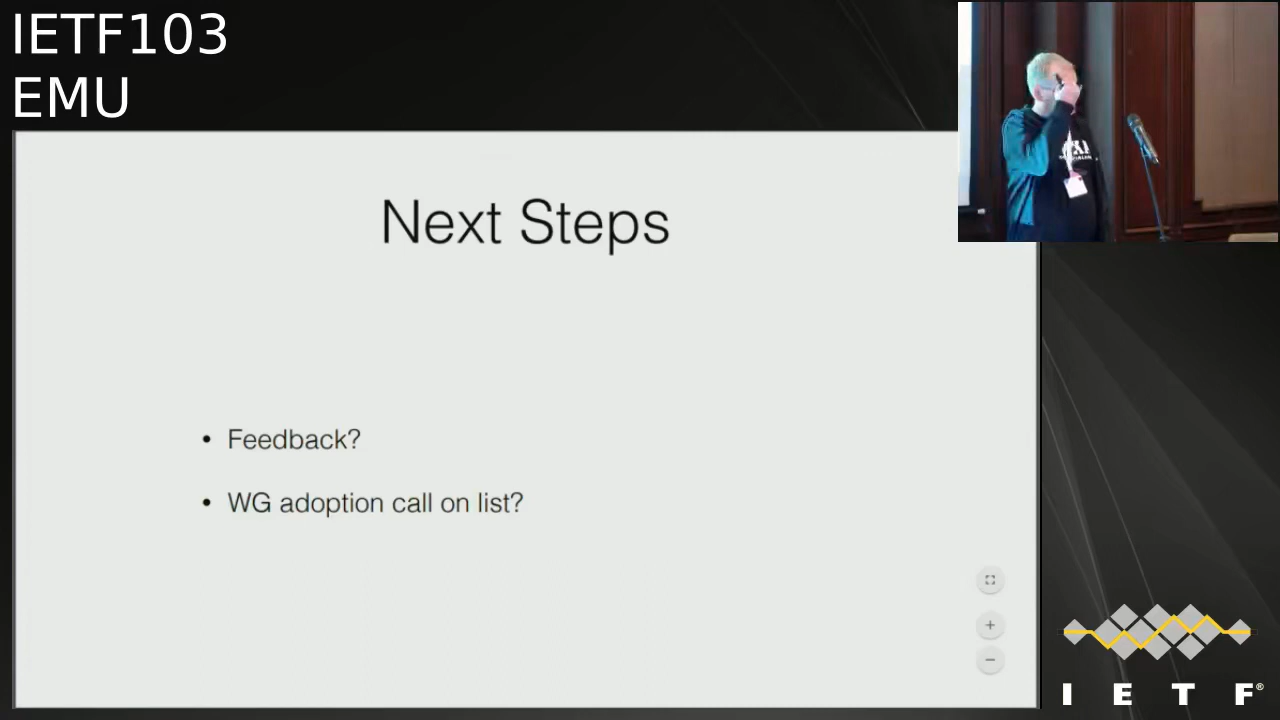 IETF103
EMU
Next Steps
• Feedback?
• WG adoption call on list?
I E T F®